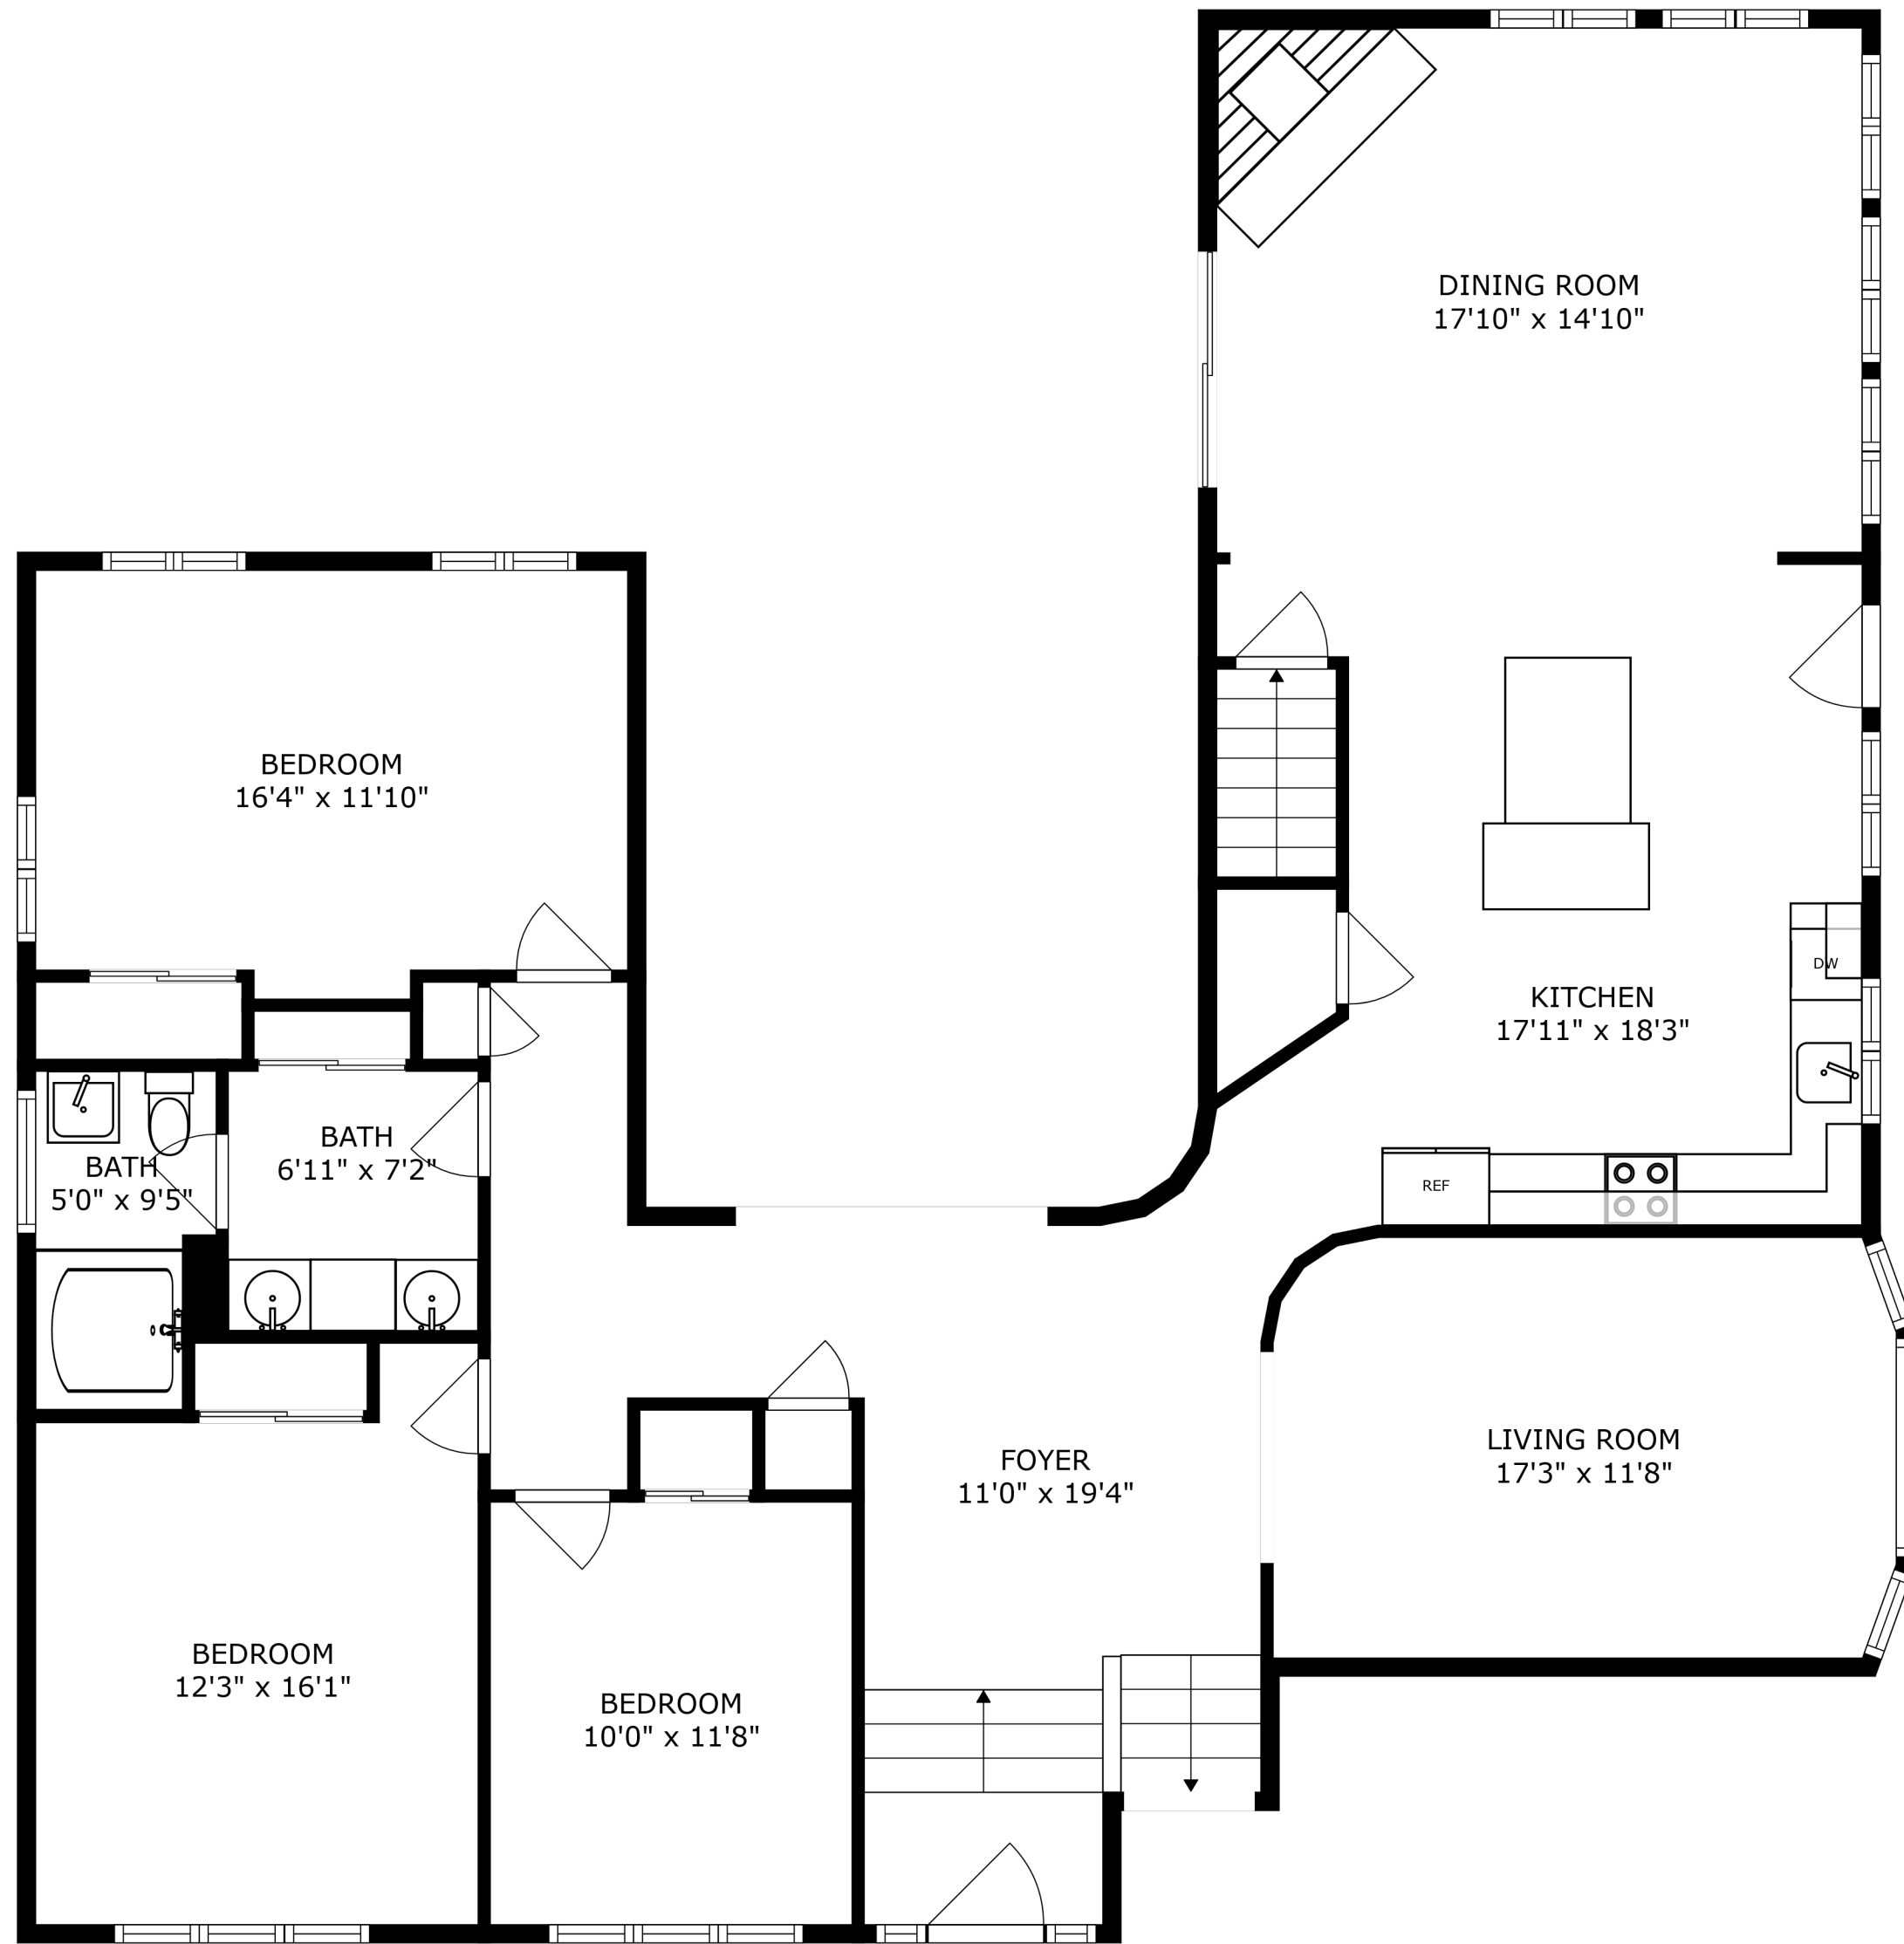 DINING ROOM
17'10" x 14'10"
BEDROOM
16'4" x 11'10"
DW
KITCHEN
17'11" x 18'3"
BATH
6'11" x 7'2"
BATH
5'0" x 9'5"
REF
LIVING ROOM
17'3" x 11'8"
FOYER
11'0" x 19'4"
BEDROOM
12'3" x 16'1"
BEDROOM
10'0" x 11'8"